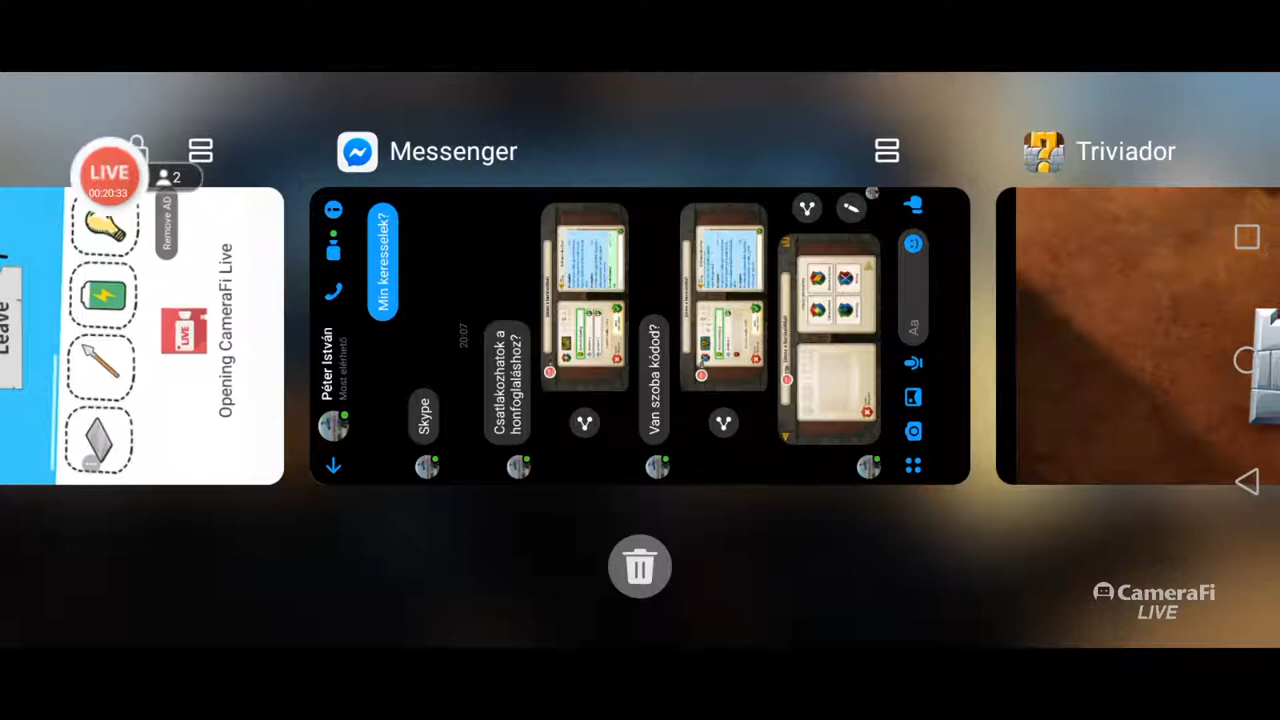 LIVE
00:20:33
2
Remove AD
Leave
Opening CameraFi Live
LIVE
Messenger
Péter István
Most elérhető
Min keresselek?
Skype
20:07
Csatlakozhatok a
honfoglaláshoz?
Van szoba kódod?
Aa
Triviador
?
CameraFi
LIVE